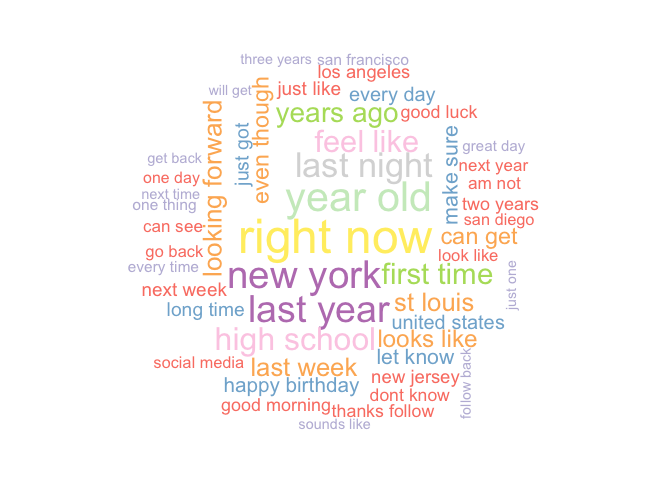 three years
san francisco
los angeles
will get
just like
every day
years ago
good luck
even though
feel like
just got
looking forward
make sure
great day
last night
get back
next year
one day
am not
year old
next time
one thing
two years
san diego
can see
right now
can get
go back
look like
every time
new york
first time
just one
next week
long time
last year
st louis
united states
high school
looks like
let know
social media
last week
new jersey
follow back
happy birthday
dont know
good morning
thanks follow
sounds like